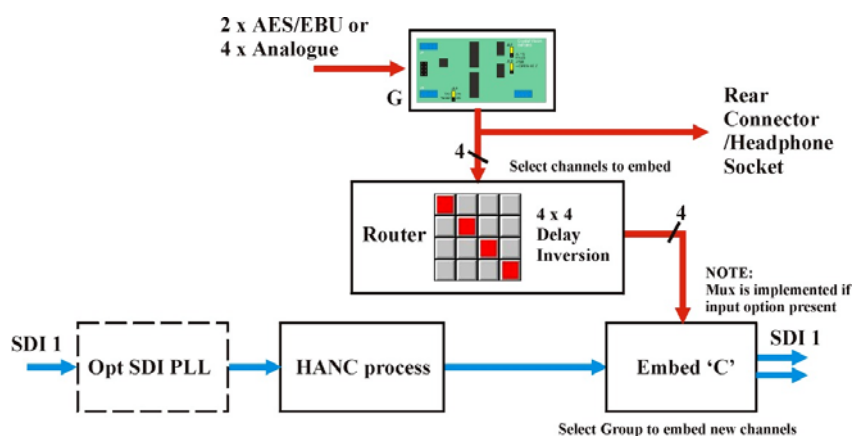 2 x AES/EBU or
4 x Analogue
G
Rear
Connector
/Headphone
Socket
4
Select channels to embed
Router
4 x 4
Delay
Inversion
4
NOTE:
Mux is implemented if
input option present
SDI 1
Opt SDI PLL
HANC process
Embed ‘C’
SDI 1
Select Group to embed new channels